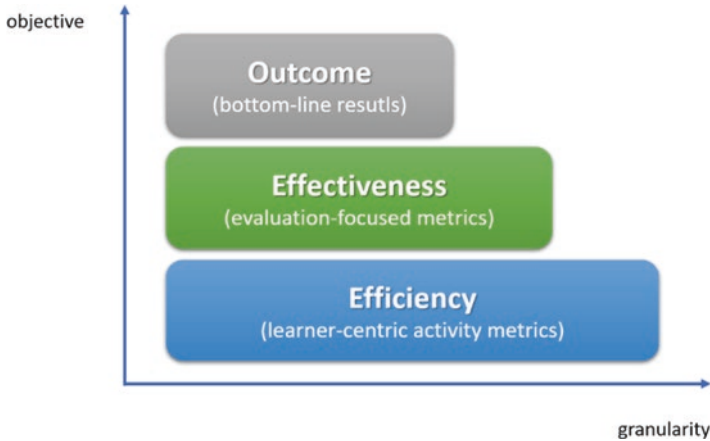 objective
Outcome
(bottom-line resutls)
Effectiveness
(evaluation-focused metrics)
Efficiency
(learner-centric activity metrics)
granularity